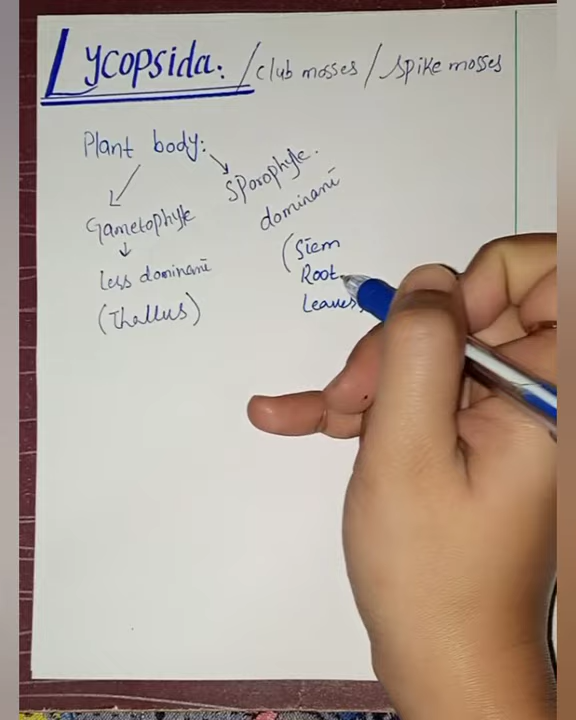 Lycopsida: / club mosses / Spike mosses
Plant body:
Gametophyte
less dominant
(Thallus)
Sporophyte.
dominant
(Stem
Root
Leaves)